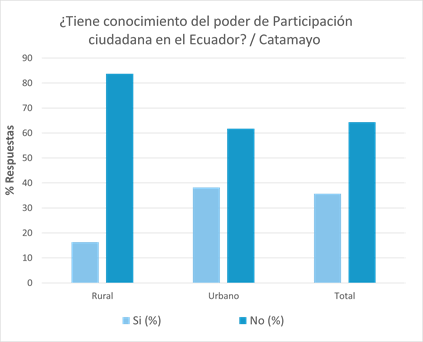 ¿Tiene conocimiento del poder de Participación
ciudadana en el Ecuador? / Catamayo
% Respuestas
90
80
70
60
50
40
30
20
10
0
Rural
Urbano
Total
Si (%)
No (%)